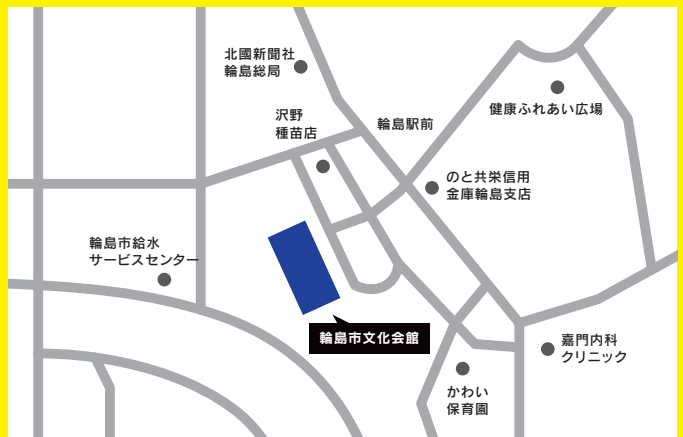 北國新聞社
輪島総局
沢野
種苗店
輪島駅前
健康ふれあい広場
のと共栄信用
金庫輪島支店
輪島市給水
サービスセンター
輪島市文化会館
嘉門内科
クリニック
かわい
保育園